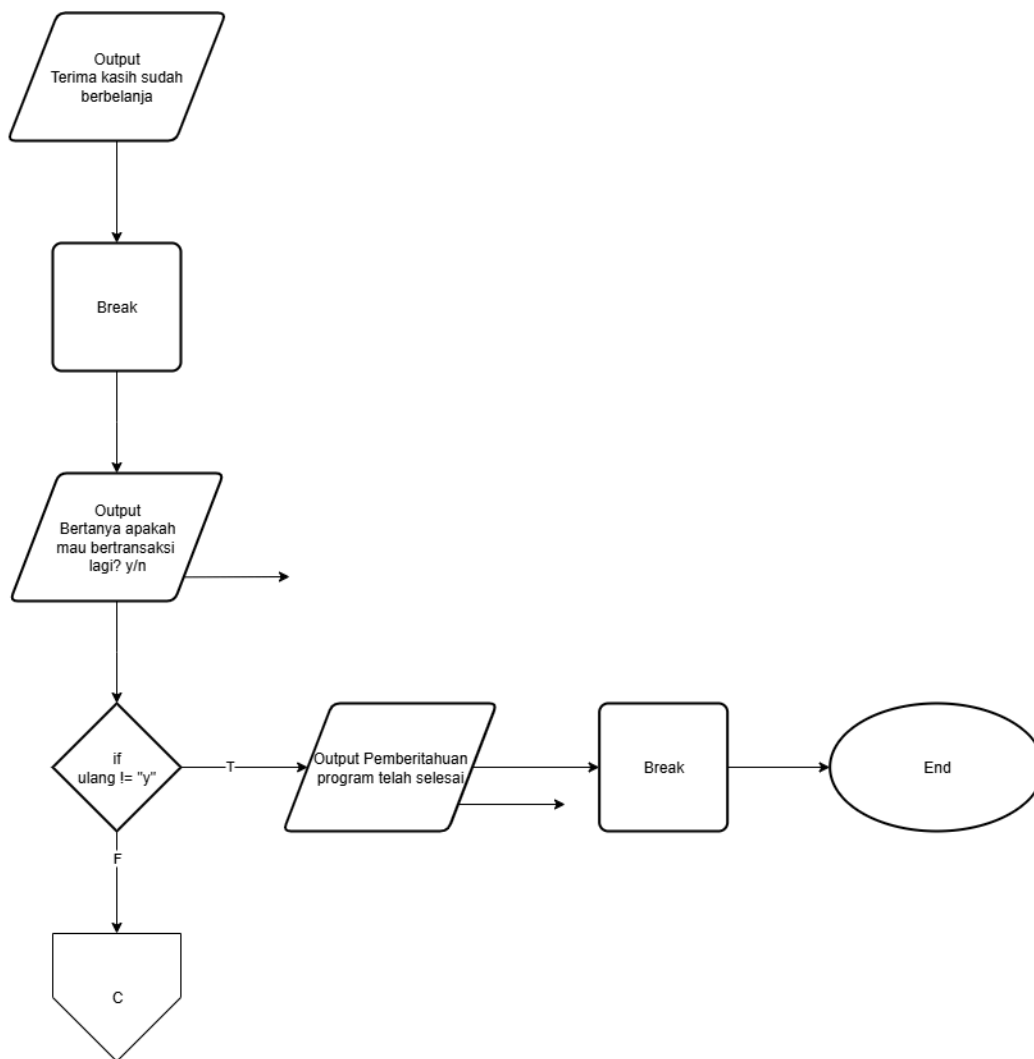 Output
Terima kasih sudah
berbelanja
Break
Output
Bertanya apakah
mau bertransaksi
lagi? y/n
if
ulang != "y"
T
Output Pemberitahuan
program telah selesai
Break
End
F
C